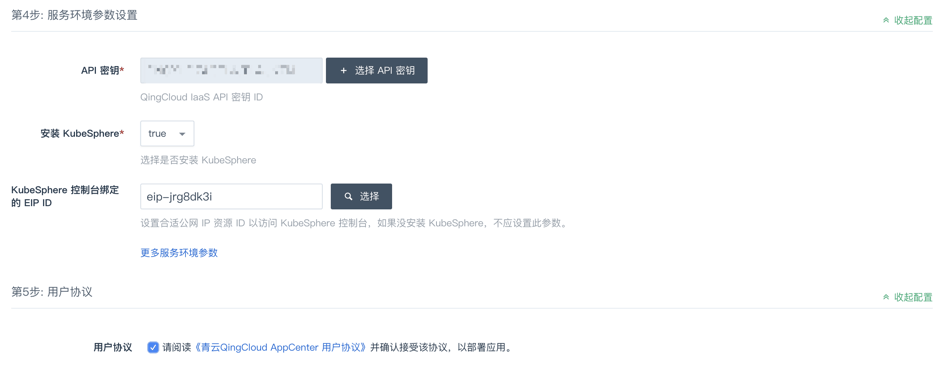 第4步: 服务环境参数设置
收起配置
API 密钥*
+ 选择 API 密钥
QingCloud IaaS API 密钥 ID
安装 KubeSphere*
true
选择是否安装 KubeSphere
KubeSphere 控制台绑定
的 EIP ID
eip-jrg8dk3i
选择
设置合适公网 IP 资源 ID 以访问 KubeSphere 控制台，如果没安装 KubeSphere，不应设置此参数。
更多服务环境参数
第5步: 用户协议
收起配置
用户协议
请阅读《青云QingCloud AppCenter 用户协议》并确认接受该协议，以部署应用。